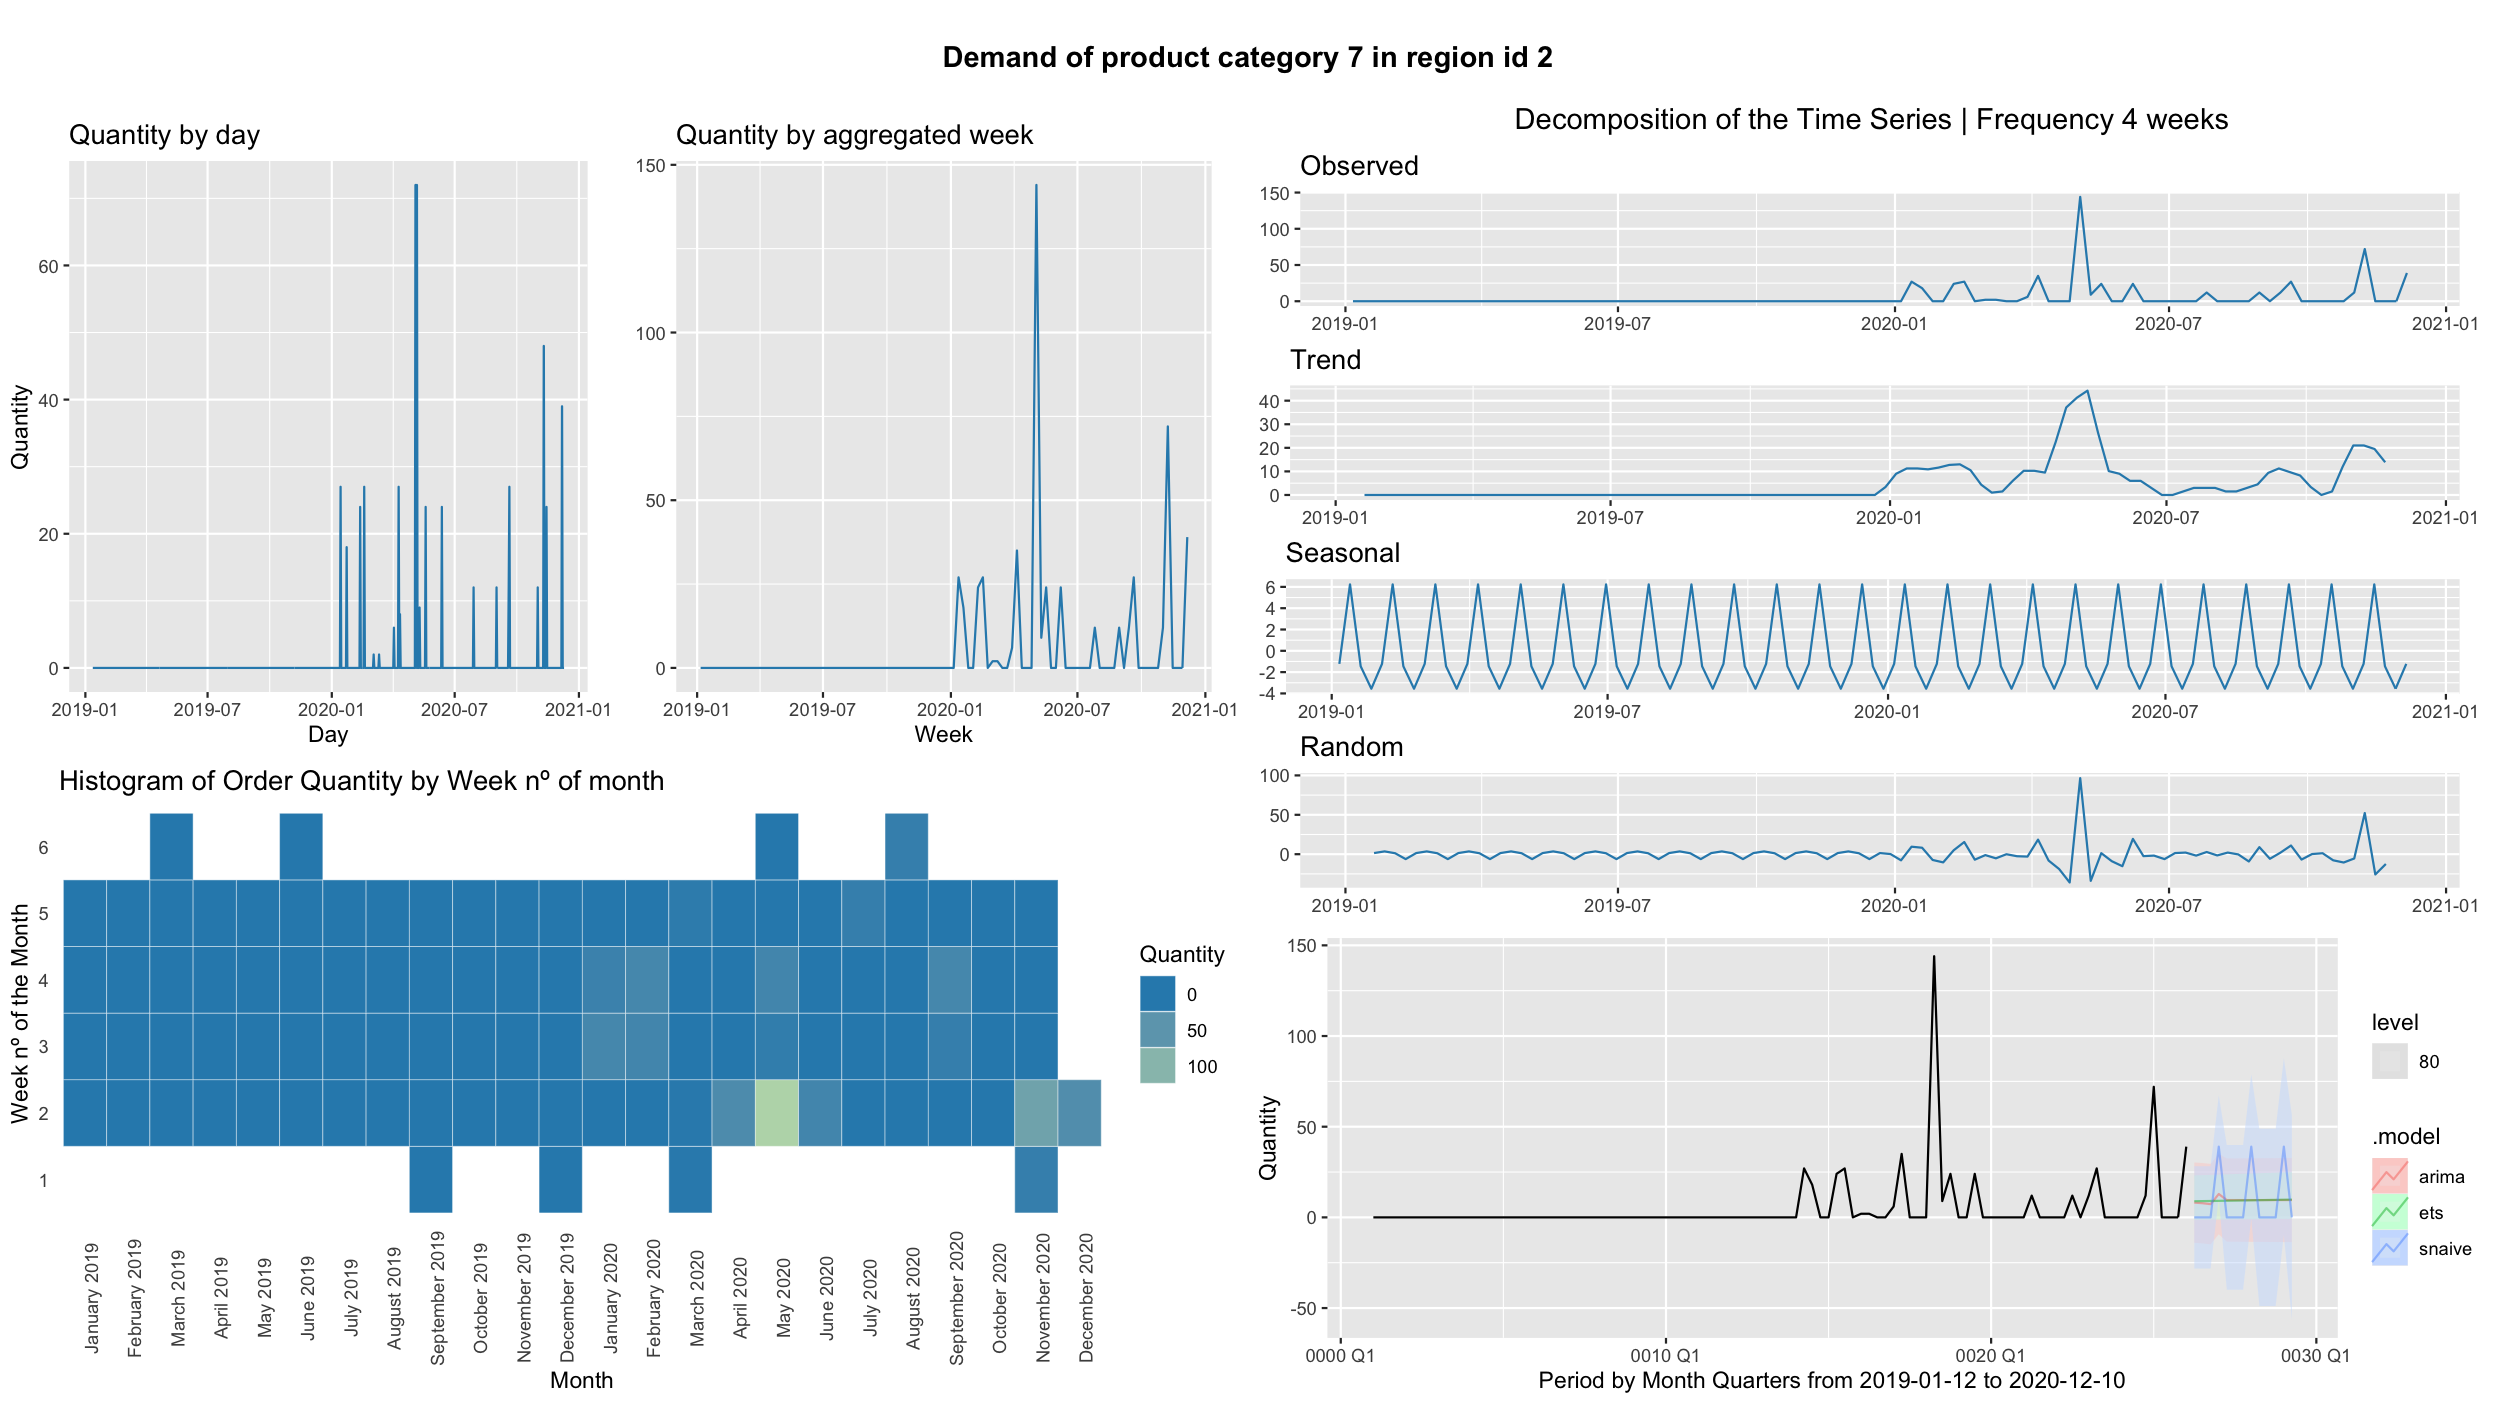 Demand of product category 7 in region id 2
Quantity by day
60
40
20
0
Quantity
2019-01 2019-07 2020-01 2020-07 2021-01
Day
Quantity by aggregated week
150
100
50
0
2019-01 2019-07 2020-01 2020-07 2021-01
Week
Histogram of Order Quantity by Week nº of month
6
5
4
3
2
1
Week nº of the Month
January 2019
February 2019
March 2019
April 2019
May 2019
June 2019
July 2019
August 2019
September 2019
October 2019
November 2019
December 2019
January 2020
February 2020
March 2020
April 2020
May 2020
June 2020
July 2020
August 2020
September 2020
October 2020
November 2020
December 2020
Month
Quantity
0
50
100
Decomposition of the Time Series | Frequency 4 weeks
Observed
150
100
50
0
2019-01 2019-07 2020-01 2020-07 2021-01
Trend
40
30
20
10
0
2019-01 2019-07 2020-01 2020-07 2021-01
Seasonal
6
4
2
0
-2
-4
2019-01 2019-07 2020-01 2020-07 2021-01
Random
100
50
0
2019-01 2019-07 2020-01 2020-07 2021-01
150
100
50
0
-50
Quantity
0000 Q1 0010 Q1 0020 Q1 0030 Q1
Period by Month Quarters from 2019-01-12 to 2020-12-10
level
80
.model
arima
ets
snaive